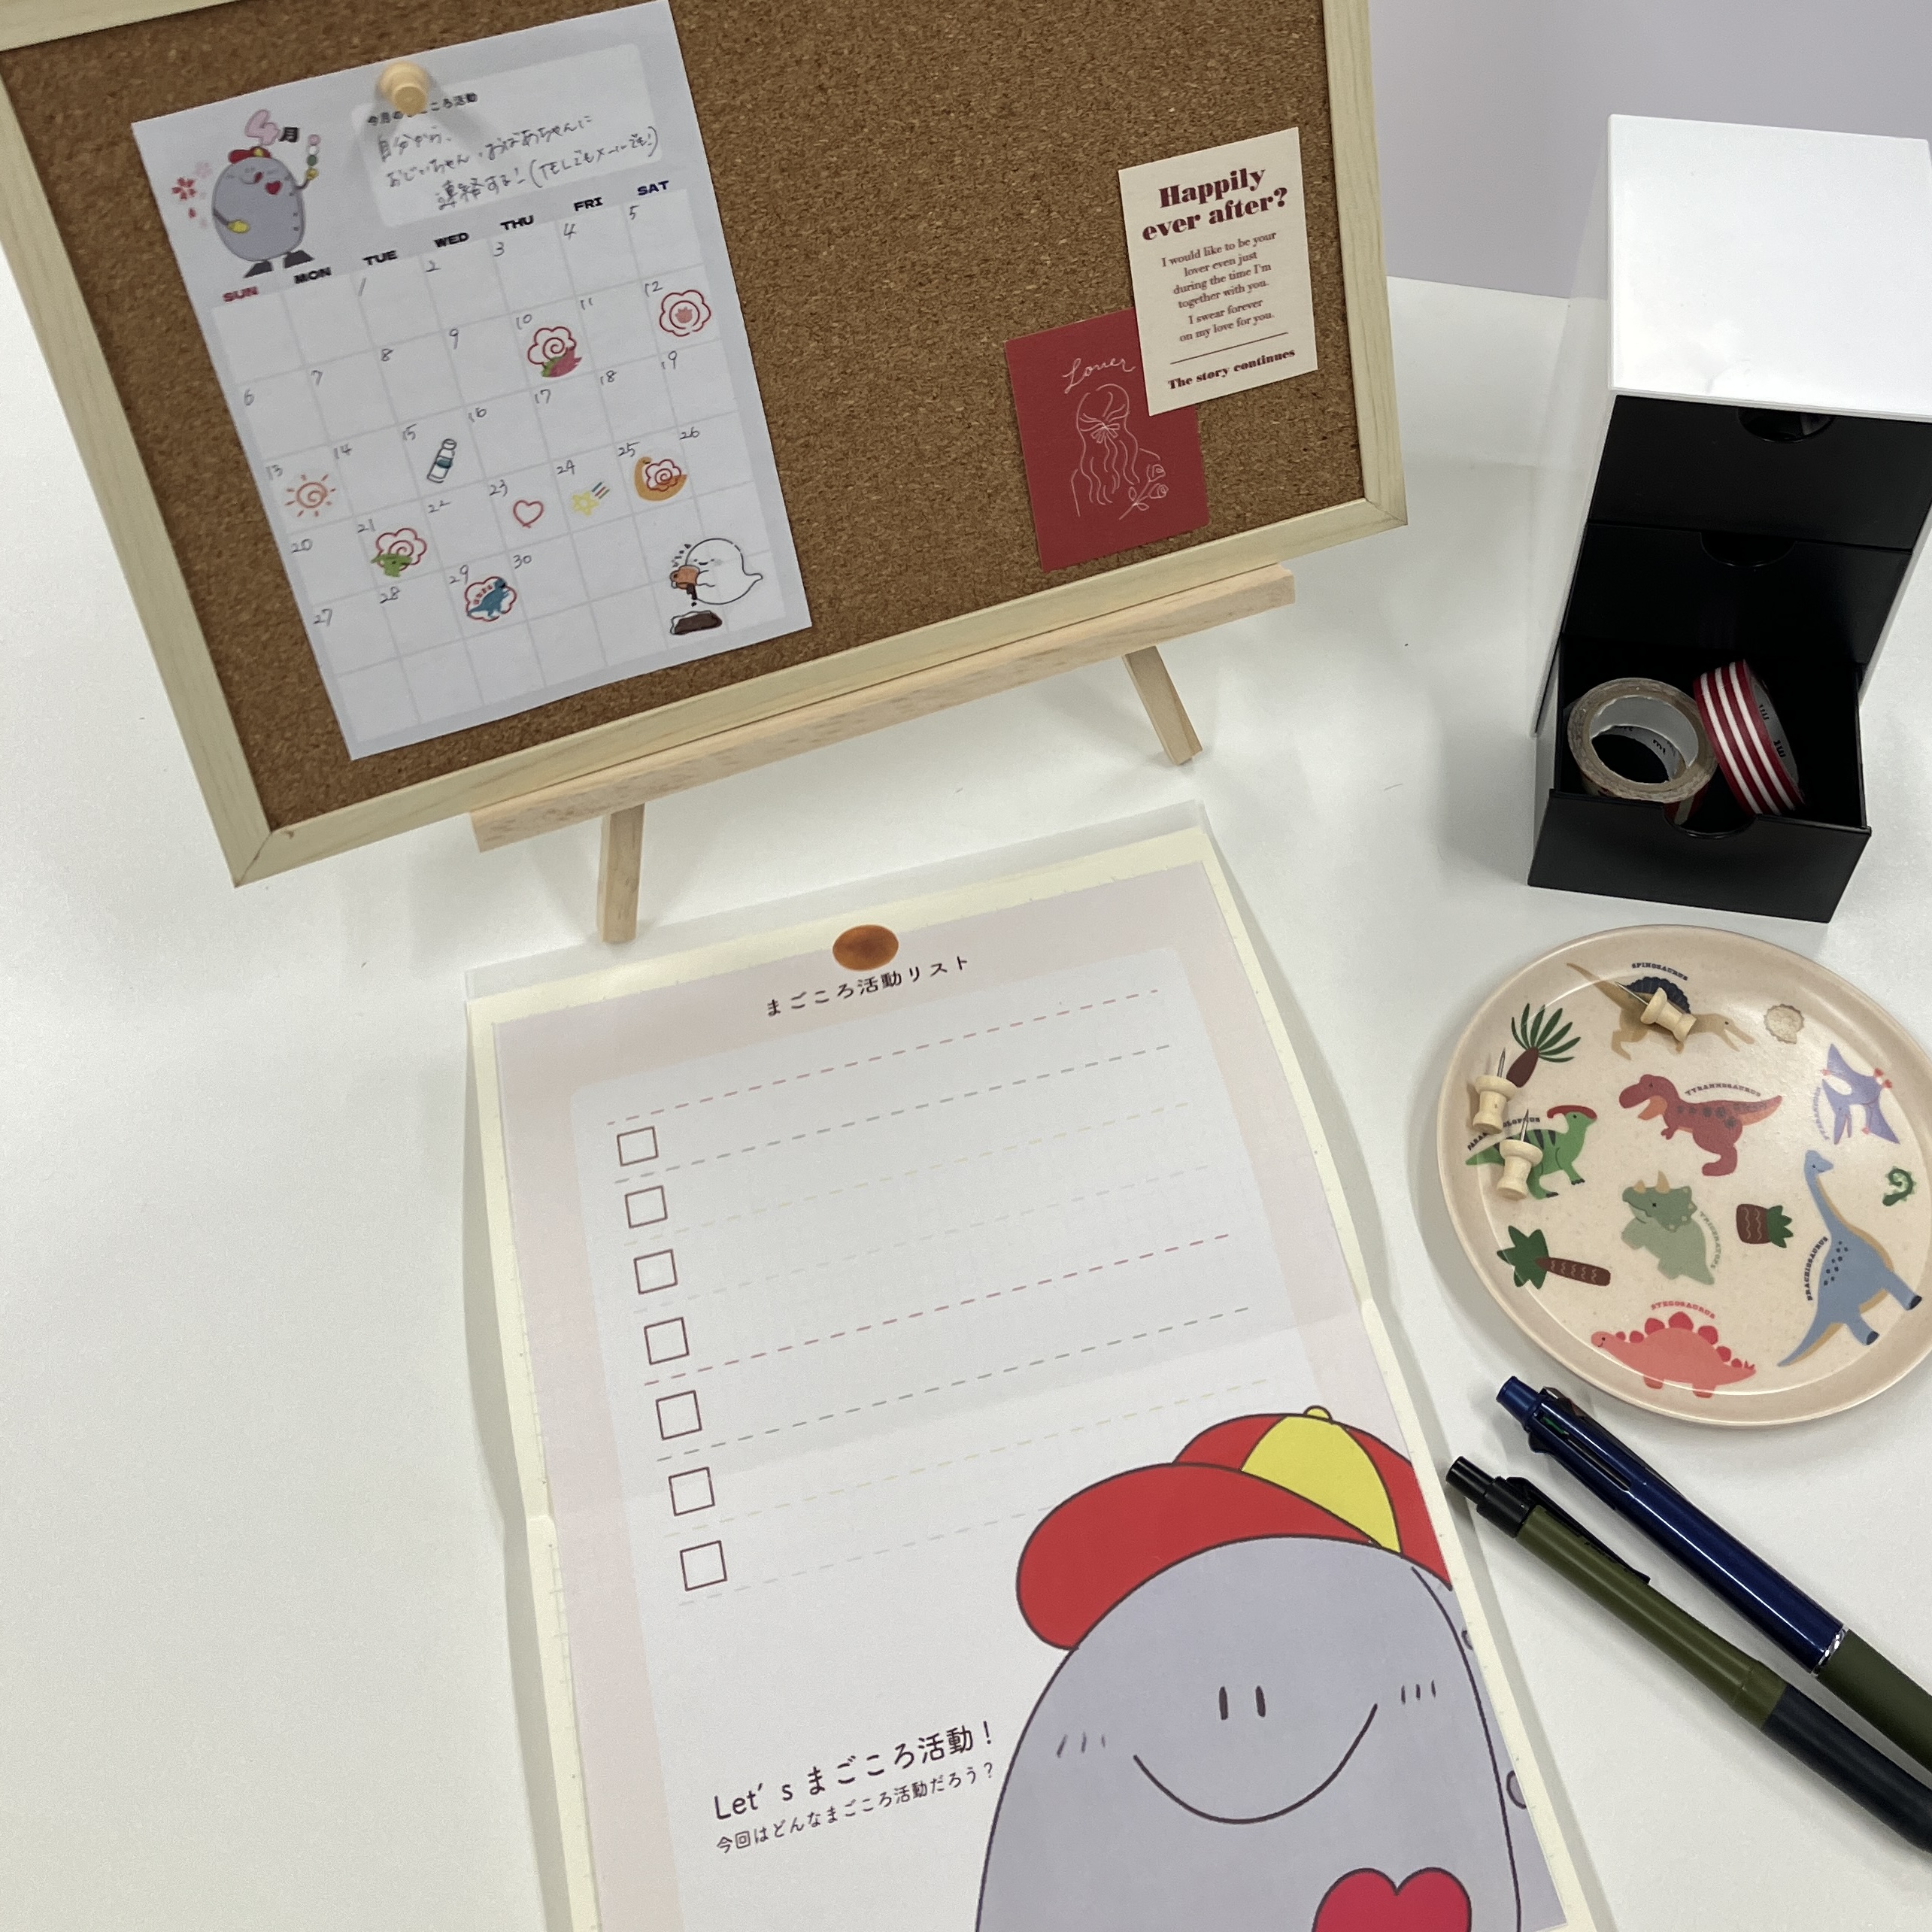 4月
今月のまごころ活動
自分から、
おじいちゃん、おばあちゃんに
連絡する!(TELでもメールでも!)
SUN MON TUE WED THU FRI SAT
1 2 3 4 5
6 7 8 9 10 11 12
13 14 15 16 17 18 19
20 21 22 23 24 25 26
27 28 29 30
Happily
ever after?
I would like to be your
lover even just
during the time I'm
together with you.
I swear forever
on my love for you.
The story continues
Lover
mt
mt
まごころ活動リスト
Let's まごころ活動!
今回はどんなまごころ活動だろう?
SPINOSAURUS
TYRANNOSAURUS
TRICERATOPS
BRACHIOSAURUS
STEGOSAURUS